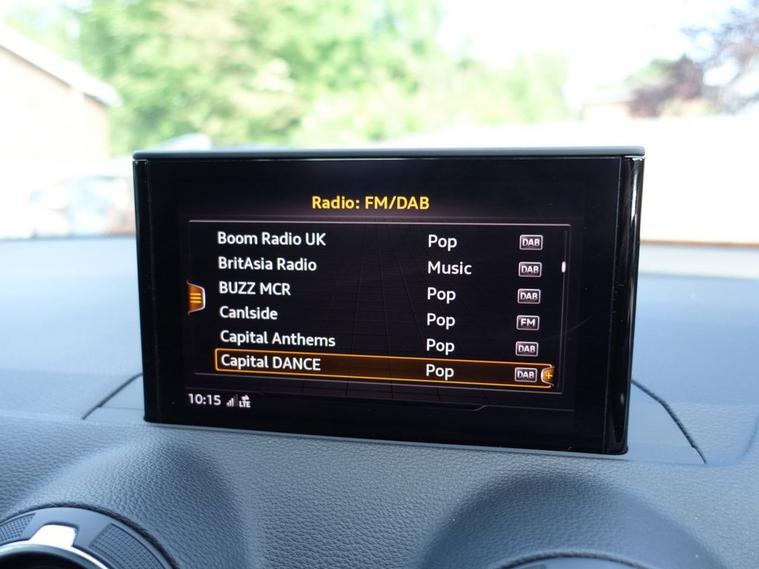 Radio: FM/DAB
Boom Radio UK Pop DAB
BritAsia Radio Music DAB
BUZZ MCR Pop DAB
Canlside Pop FM
Capital Anthems Pop DAB
Capital DANCE Pop DAB +
10:15 LTE